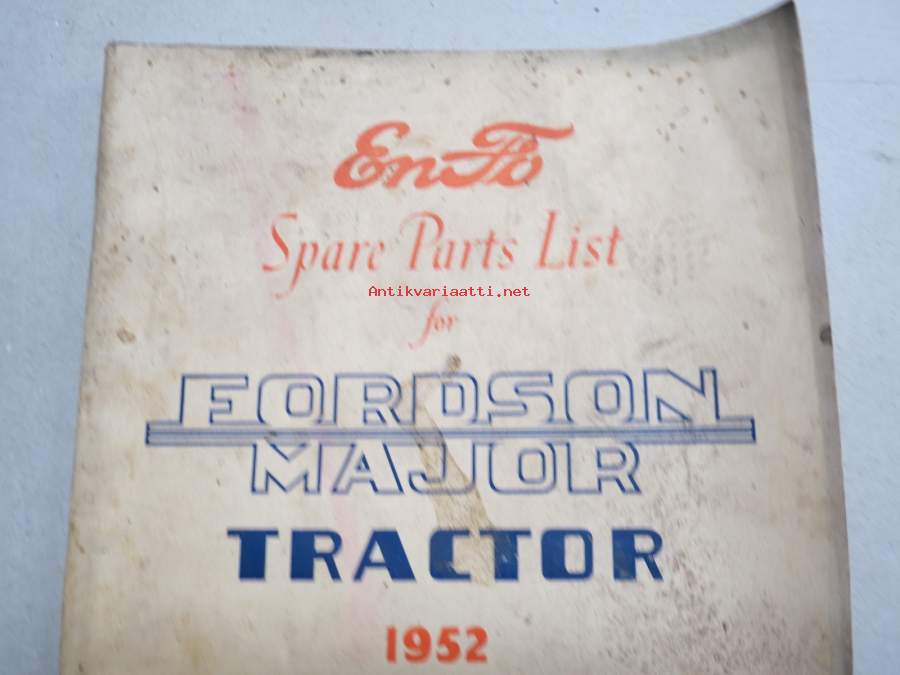 EnFo
Spare Parts List
Antikvariaatti.net
for
FORDSON
MAJOR
TRACTOR
1952